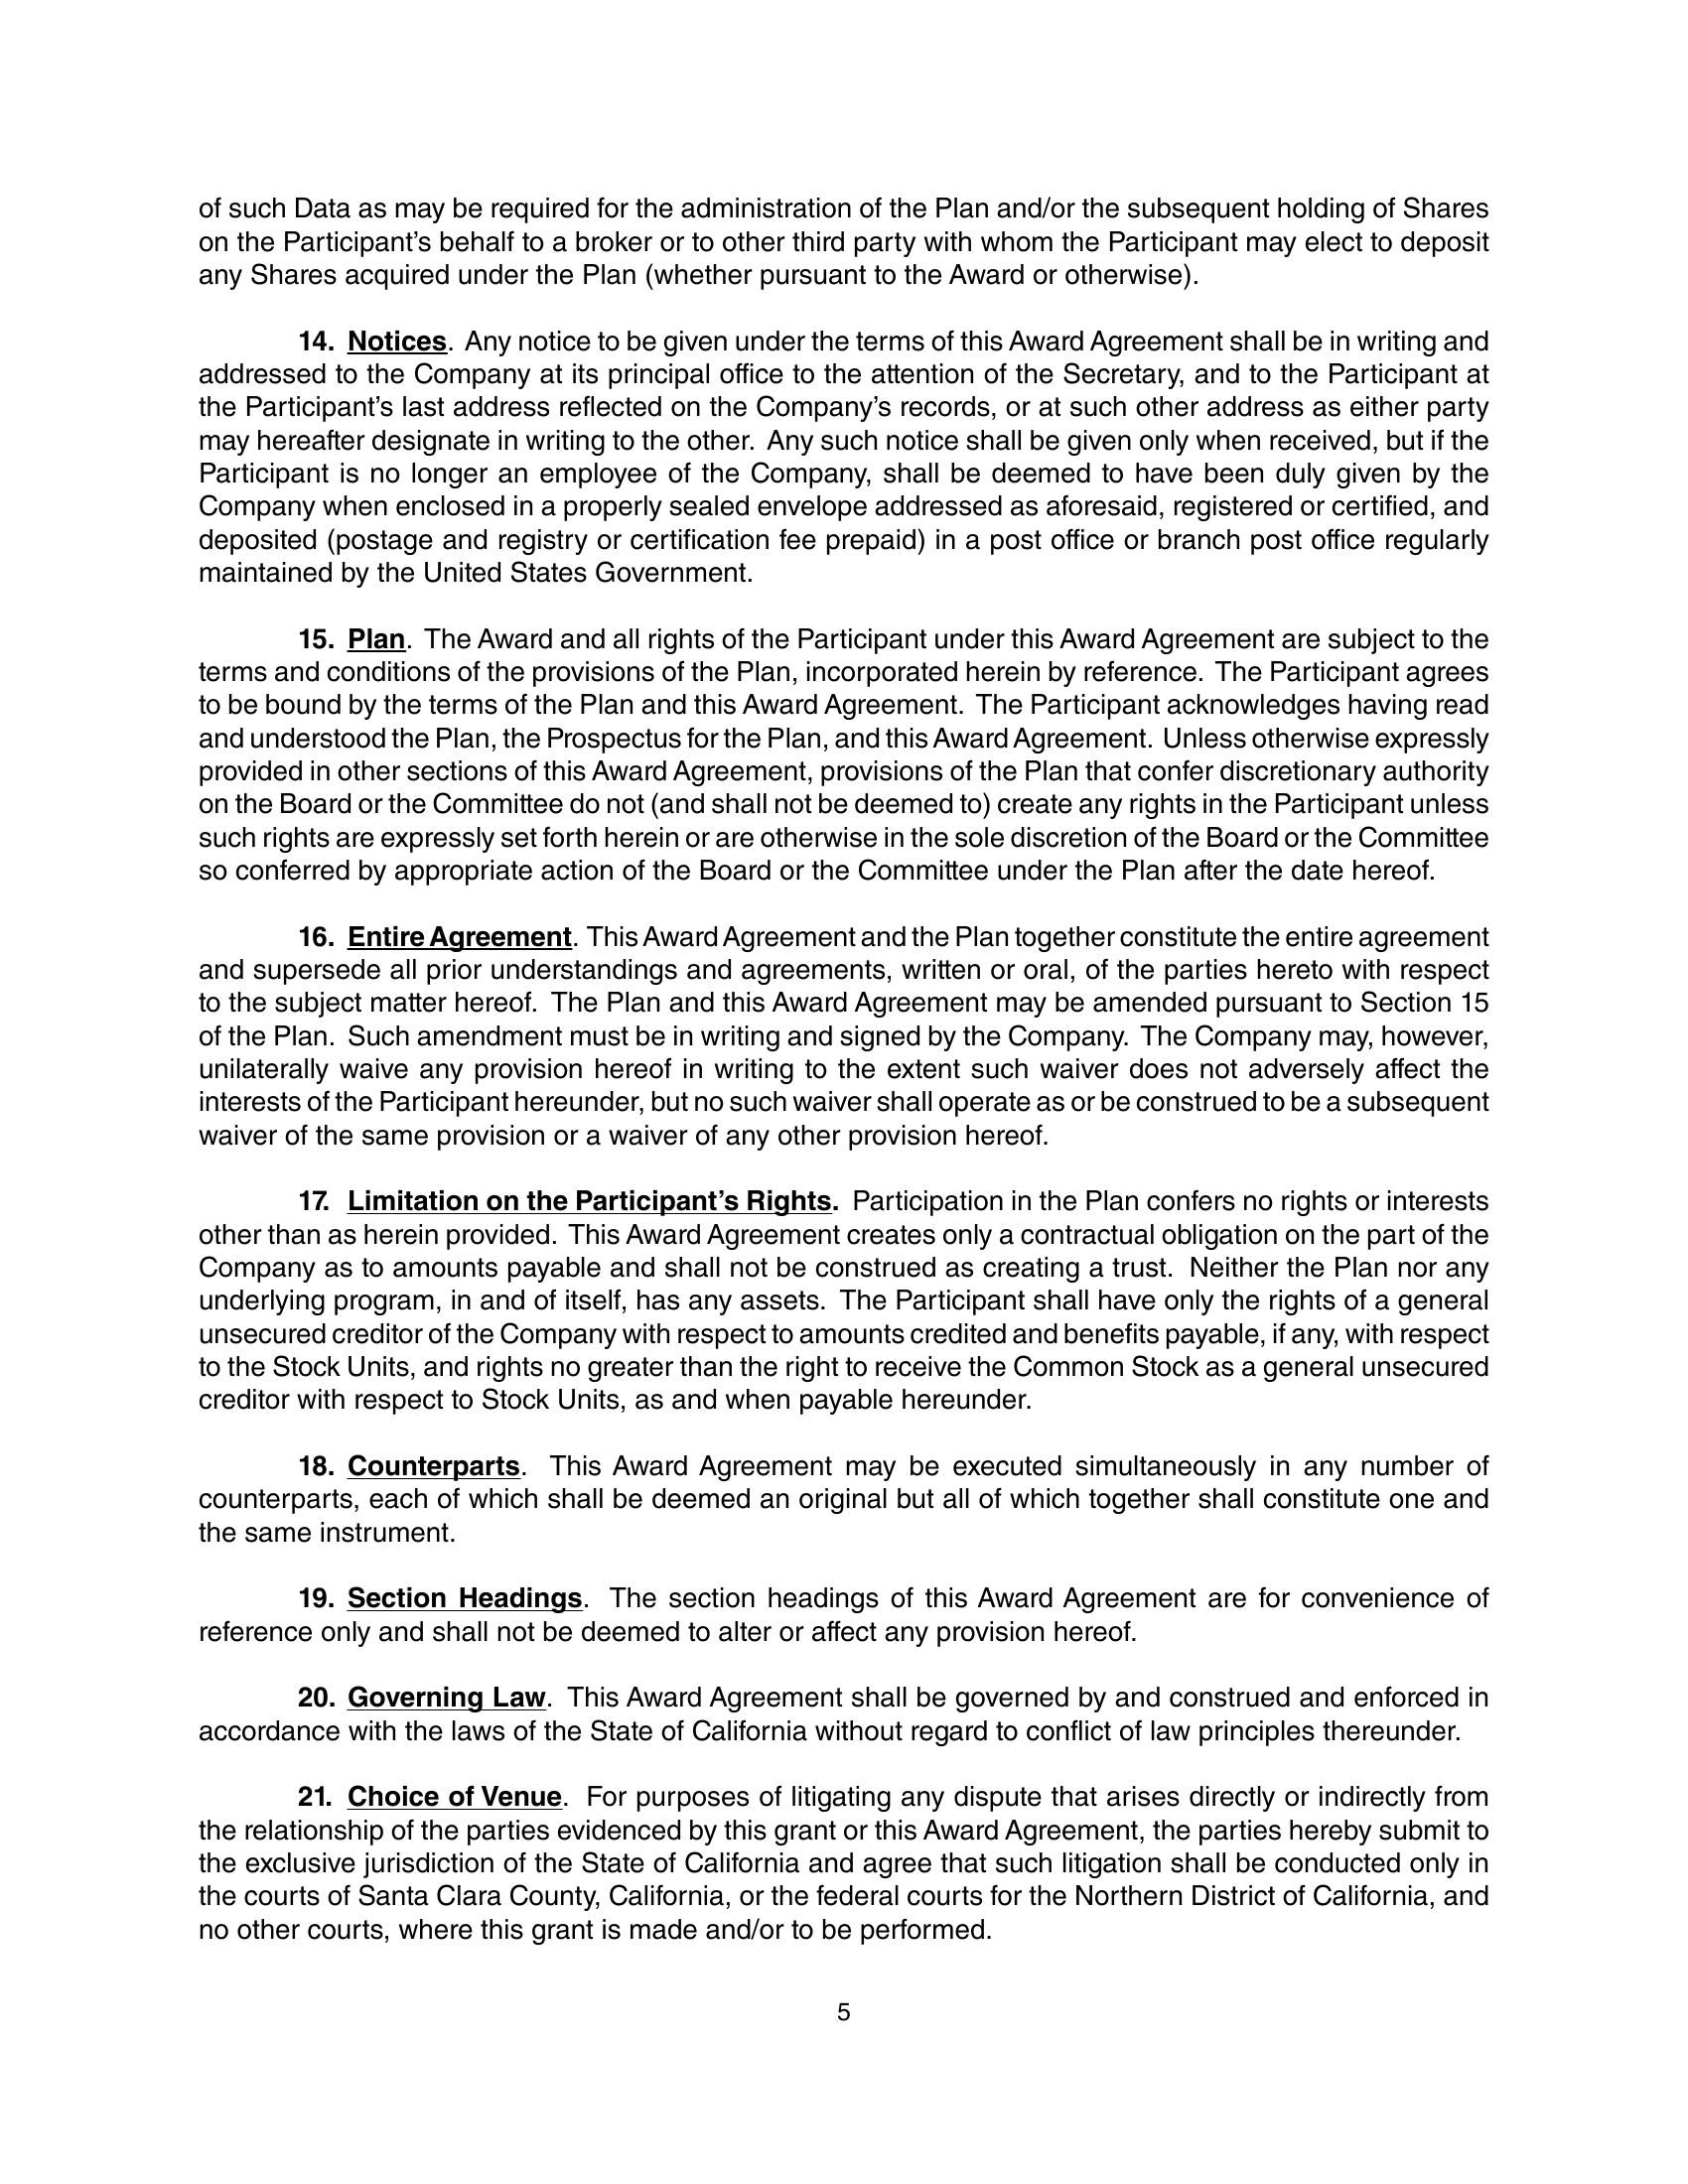 of such Data as may be required for the administration of the Plan and/or the subsequent holding of Shares
on the Participant’s behalf to a broker or to other third party with whom the Participant may elect to deposit
any Shares acquired under the Plan (whether pursuant to the Award or otherwise).
14. Notices. Any notice to be given under the terms of this Award Agreement shall be in writing and
addressed to the Company at its principal office to the attention of the Secretary, and to the Participant at
the Participant’s last address reflected on the Company’s records, or at such other address as either party
may hereafter designate in writing to the other. Any such notice shall be given only when received, but if the
Participant is no longer an employee of the Company, shall be deemed to have been duly given by the
Company when enclosed in a properly sealed envelope addressed as aforesaid, registered or certified, and
deposited (postage and registry or certification fee prepaid) in a post office or branch post office regularly
maintained by the United States Government.
15. Plan. The Award and all rights of the Participant under this Award Agreement are subject to the
terms and conditions of the provisions of the Plan, incorporated herein by reference. The Participant agrees
to be bound by the terms of the Plan and this Award Agreement. The Participant acknowledges having read
and understood the Plan, the Prospectus for the Plan, and this Award Agreement. Unless otherwise expressly
provided in other sections of this Award Agreement, provisions of the Plan that confer discretionary authority
on the Board or the Committee do not (and shall not be deemed to) create any rights in the Participant unless
such rights are expressly set forth herein or are otherwise in the sole discretion of the Board or the Committee
so conferred by appropriate action of the Board or the Committee under the Plan after the date hereof.
16. Entire Agreement. This Award Agreement and the Plan together constitute the entire agreement
and supersede all prior understandings and agreements, written or oral, of the parties hereto with respect
to the subject matter hereof. The Plan and this Award Agreement may be amended pursuant to Section 15
of the Plan. Such amendment must be in writing and signed by the Company. The Company may, however,
unilaterally waive any provision hereof in writing to the extent such waiver does not adversely affect the
interests of the Participant hereunder, but no such waiver shall operate as or be construed to be a subsequent
waiver of the same provision or a waiver of any other provision hereof.
17. Limitation on the Participant’s Rights. Participation in the Plan confers no rights or interests
other than as herein provided. This Award Agreement creates only a contractual obligation on the part of the
Company as to amounts payable and shall not be construed as creating a trust. Neither the Plan nor any
underlying program, in and of itself, has any assets. The Participant shall have only the rights of a general
unsecured creditor of the Company with respect to amounts credited and benefits payable, if any, with respect
to the Stock Units, and rights no greater than the right to receive the Common Stock as a general unsecured
creditor with respect to Stock Units, as and when payable hereunder.
18. Counterparts. This Award Agreement may be executed simultaneously in any number of
counterparts, each of which shall be deemed an original but all of which together shall constitute one and
the same instrument.
19. Section Headings. The section headings of this Award Agreement are for convenience of
reference only and shall not be deemed to alter or affect any provision hereof.
20. Governing Law. This Award Agreement shall be governed by and construed and enforced in
accordance with the laws of the State of California without regard to conflict of law principles thereunder.
21. Choice of Venue. For purposes of litigating any dispute that arises directly or indirectly from
the relationship of the parties evidenced by this grant or this Award Agreement, the parties hereby submit to
the exclusive jurisdiction of the State of California and agree that such litigation shall be conducted only in
the courts of Santa Clara County, California, or the federal courts for the Northern District of California, and
no other courts, where this grant is made and/or to be performed.
5